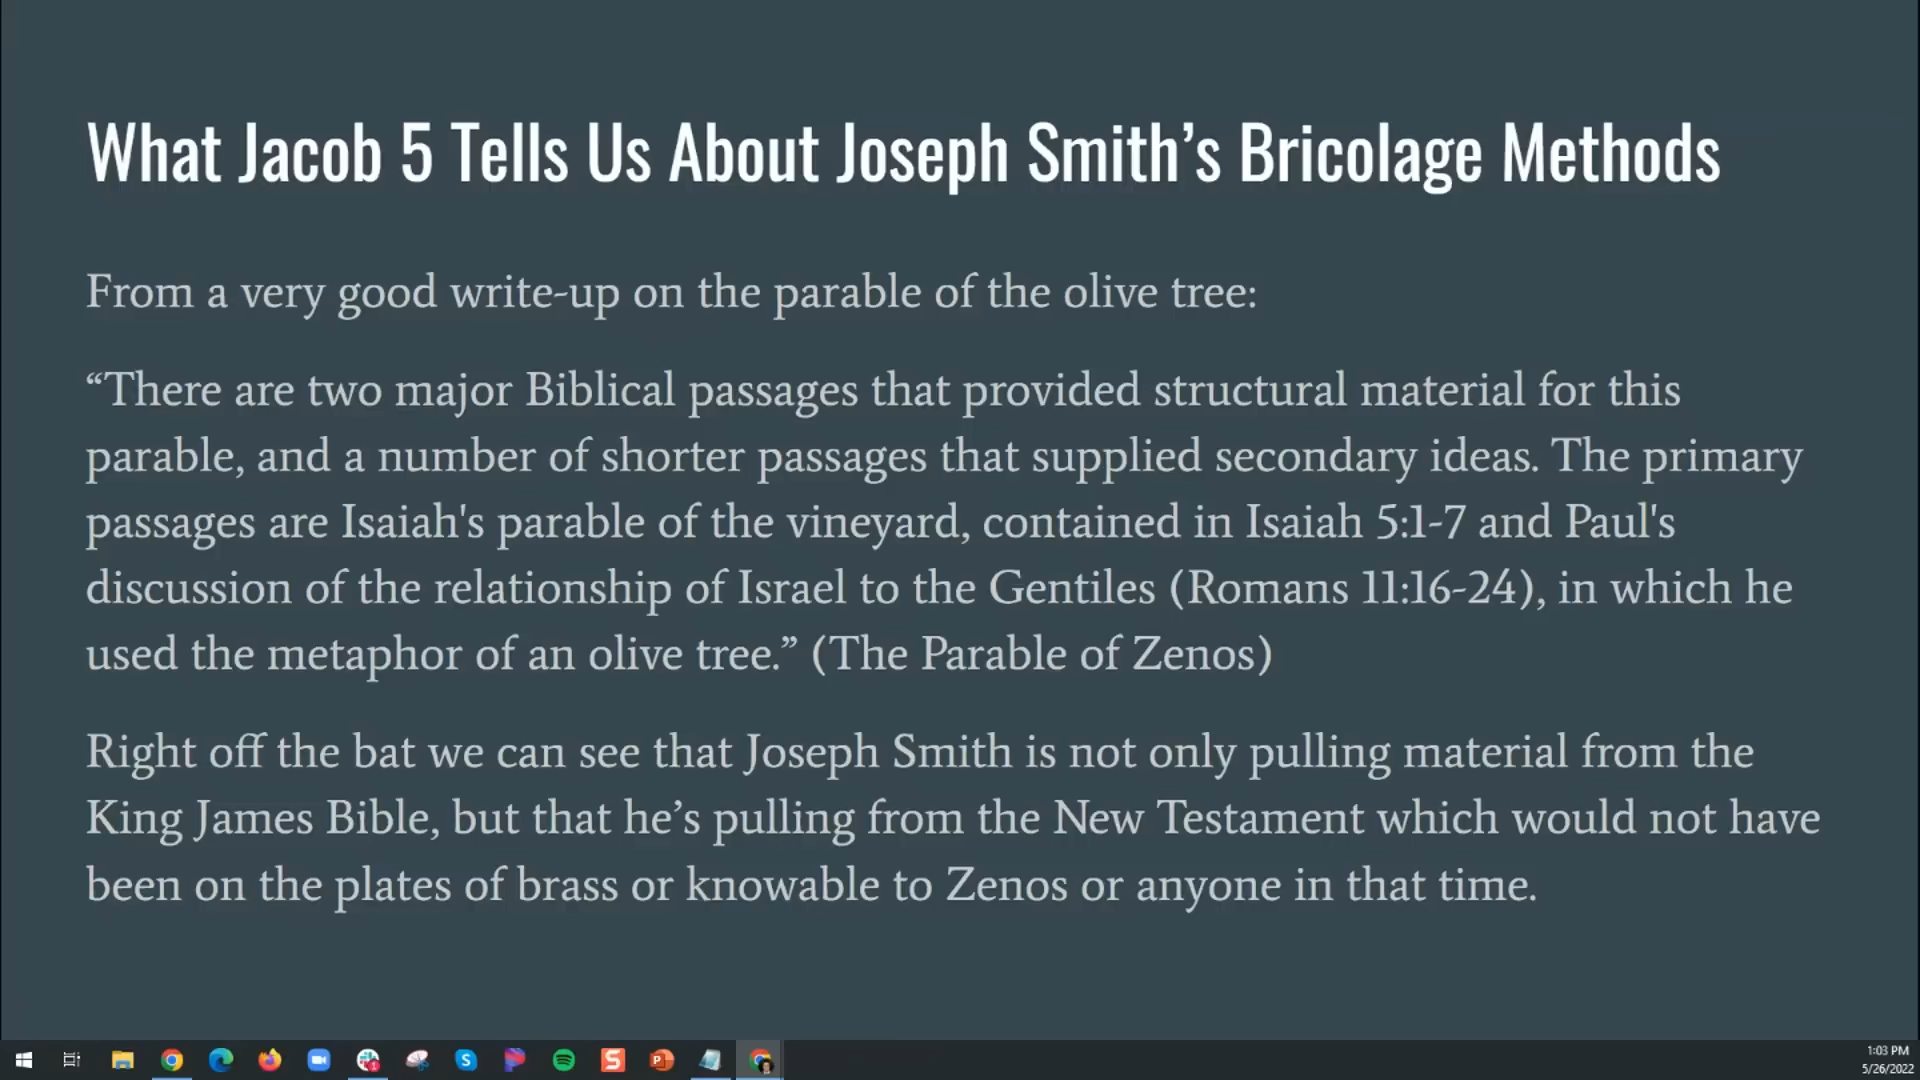 What Jacob 5 Tells Us About Joseph Smith’s Bricolage Methods
From a very good write-up on the parable of the olive tree:
“There are two major Biblical passages that provided structural material for this
parable, and a number of shorter passages that supplied secondary ideas. The primary
passages are Isaiah's parable of the vineyard, contained in Isaiah 5:1-7 and Paul's
discussion of the relationship of Israel to the Gentiles (Romans 11:16-24), in which he
used the metaphor of an olive tree.” (The Parable of Zenos)
Right off the bat we can see that Joseph Smith is not only pulling material from the
King James Bible, but that he’s pulling from the New Testament which would not have
been on the plates of brass or knowable to Zenos or anyone in that time.
1:03 PM
5/26/2022